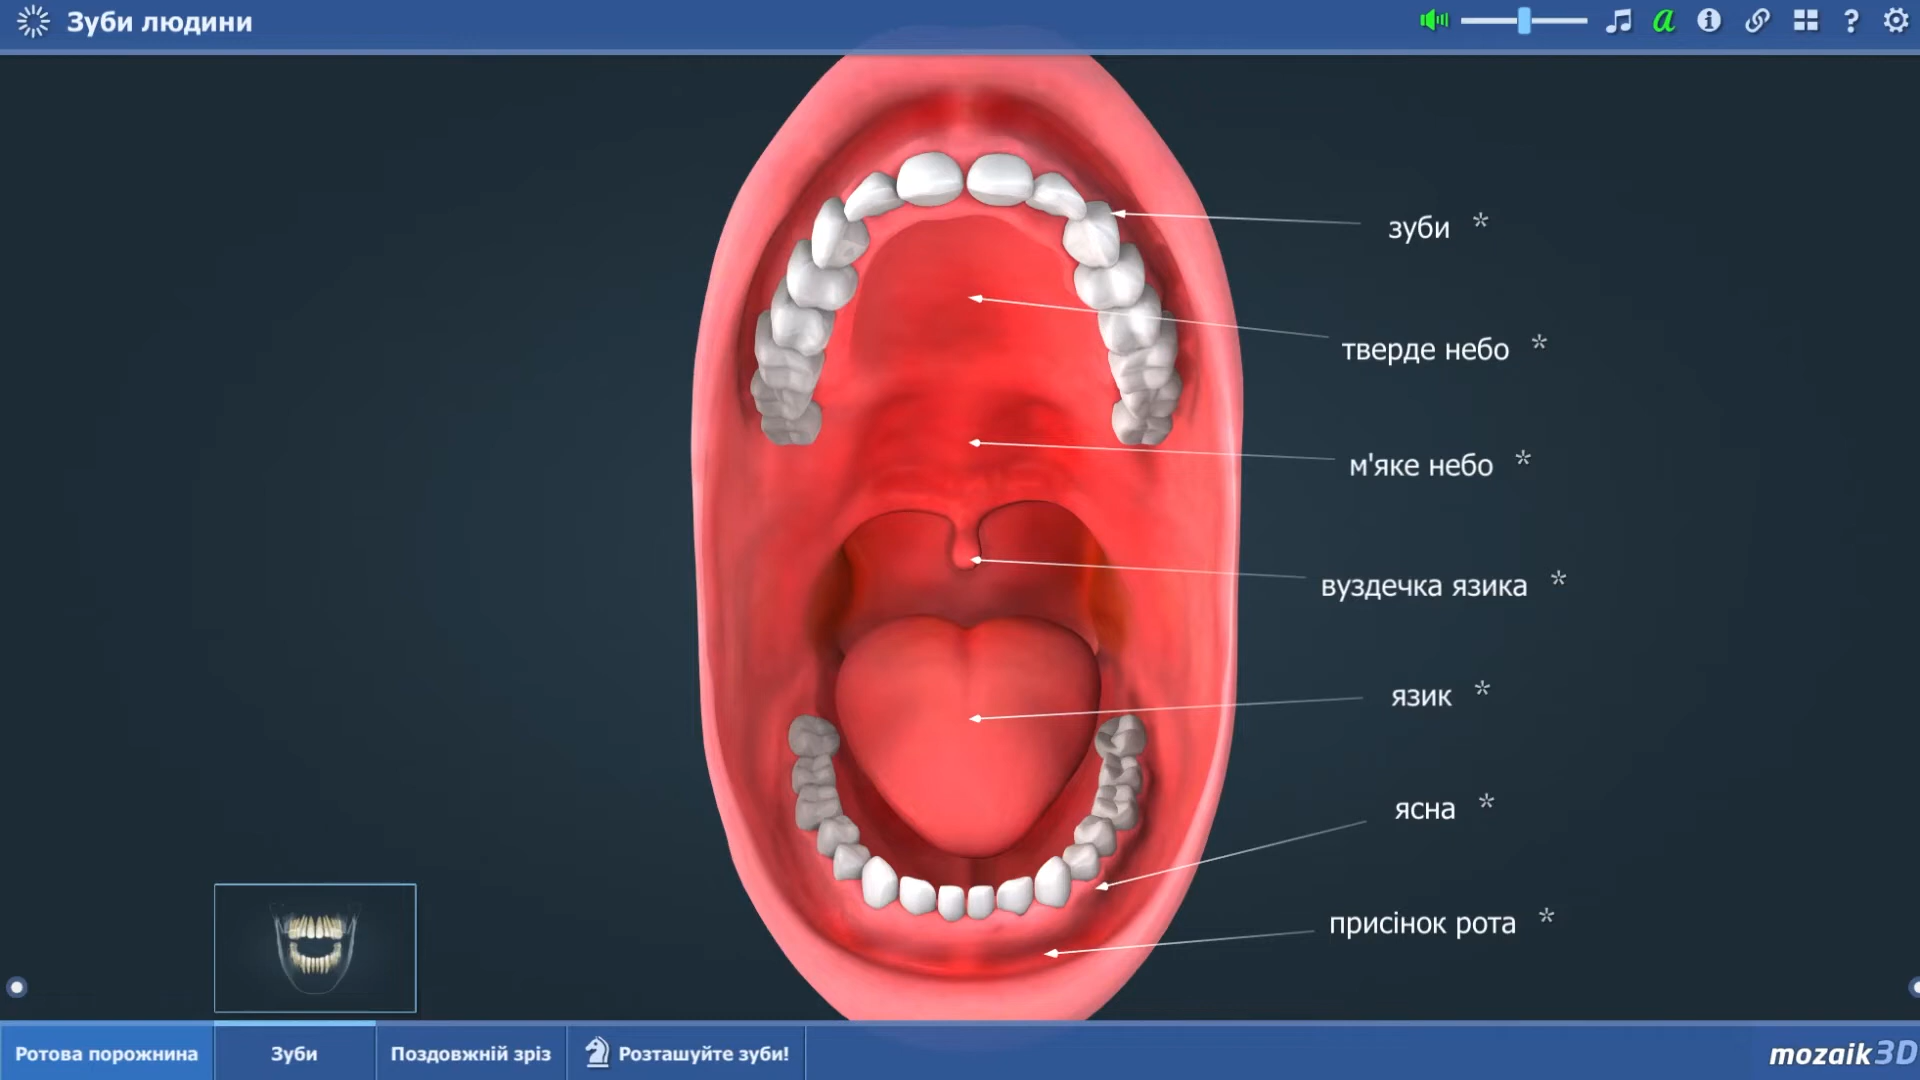 Зуби людини
a
?
зуби *
тверде небо *
м'яке небо *
вуздечка язика *
язик *
ясна *
присінок рота *
Ротова порожнина
Зуби
Поздовжній зріз
Розташуйте зуби!
mozaik3D